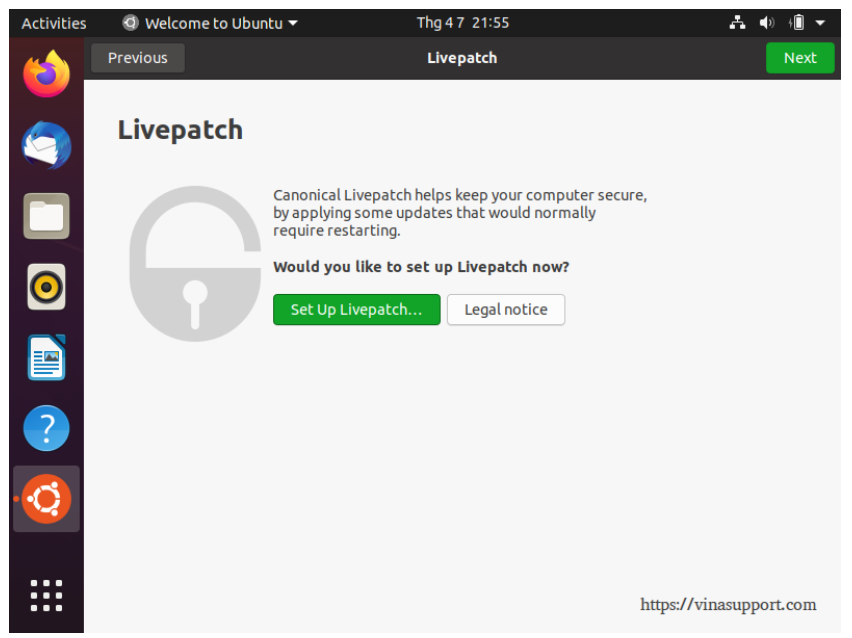 Activities Welcome to Ubuntu Thg 4 7 21:55
Previous Livepatch Next
Livepatch
Canonical Livepatch helps keep your computer secure,
by applying some updates that would normally
require restarting.
Would you like to set up Livepatch now?
Set Up Livepatch... Legal notice
?
https://vinasupport.com